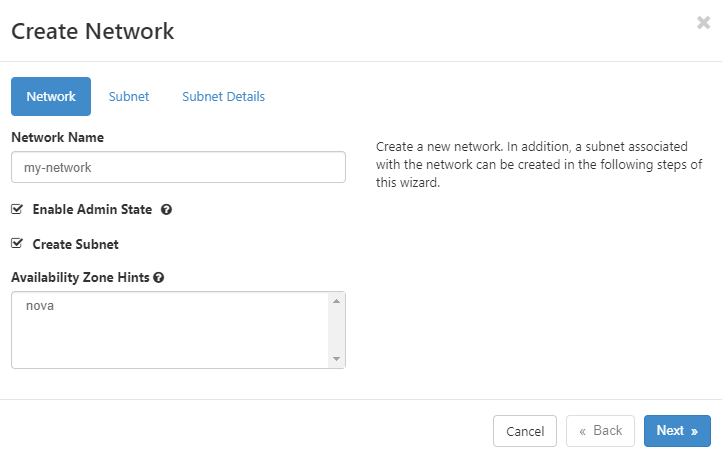 Create Network
Network Subnet Subnet Details
Network Name
my-network
Enable Admin State
Create Subnet
Availability Zone Hints
nova
Create a new network. In addition, a subnet associated
with the network can be created in the following steps of
this wizard.
Cancel « Back Next »